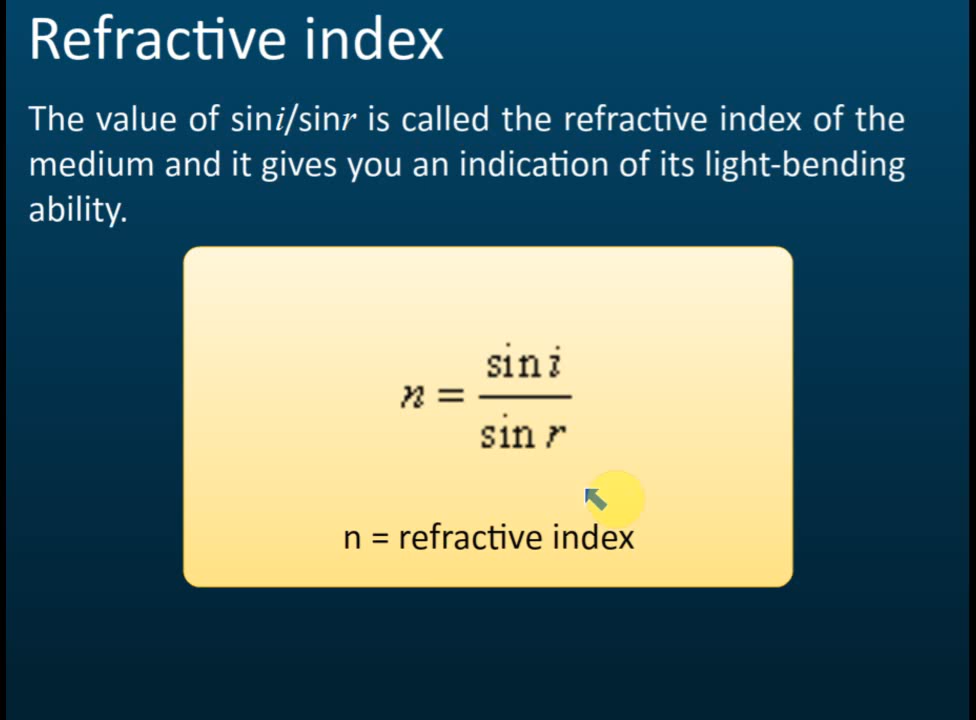 Refractive index
The value of sini/sinr is called the refractive index of the
medium and it gives you an indication of its light-bending
ability.
n = sin i / sin r
n = refractive index